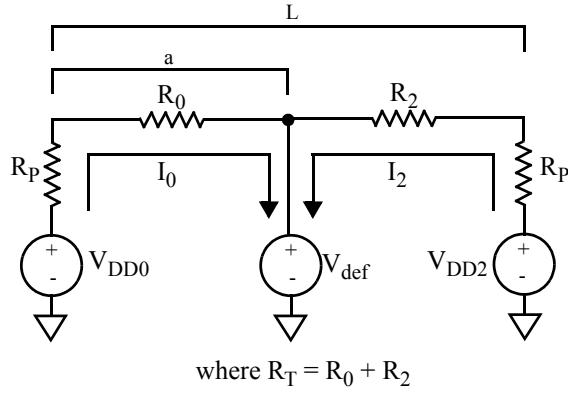 L
a
R0 R2
RP I0 I2 RP
+ + +
VDD0 Vdef VDD2
- - -
where RT = R0 + R2